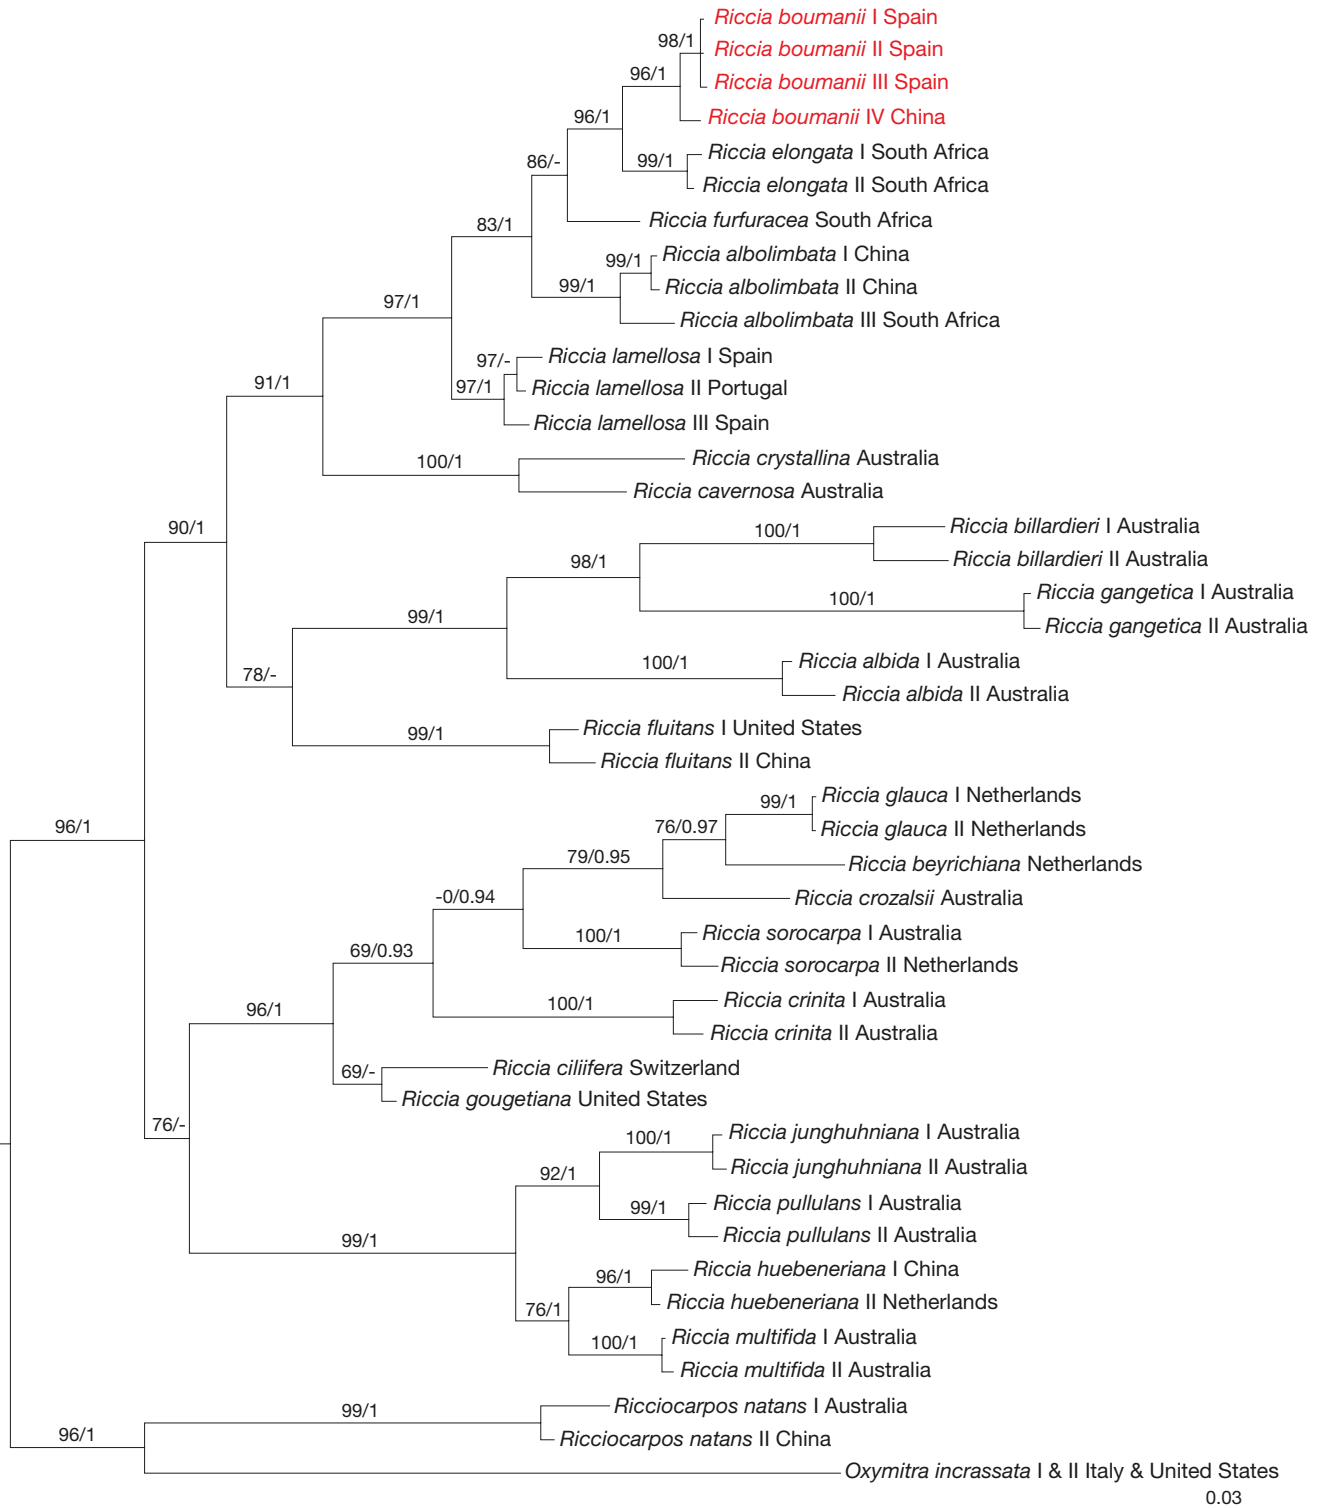 Riccia boumanii I Spain
98/1
Riccia boumanii II Spain
96/1
Riccia boumanii III Spain
96/1
Riccia boumanii IV China
Riccia elongata I South Africa
86/-
99/1
Riccia elongata II South Africa
83/1
Riccia furfuracea South Africa
99/1
Riccia albolimbata I China
99/1
Riccia albolimbata II China
97/1
Riccia albolimbata III South Africa
97/-
Riccia lamellosa I Spain
91/1
97/1
Riccia lamellosa II Portugal
Riccia lamellosa III Spain
100/1
Riccia crystallina Australia
Riccia cavernosa Australia
90/1
100/1
Riccia billardieri I Australia
98/1
Riccia billardieri II Australia
100/1
Riccia gangetica I Australia
99/1
Riccia gangetica II Australia
78/-
100/1
Riccia albida I Australia
Riccia albida II Australia
99/1
Riccia fluitans I United States
Riccia fluitans II China
99/1
Riccia glauca I Netherlands
96/1
76/0.97
Riccia glauca II Netherlands
79/0.95
Riccia beyrichiana Netherlands
-0/0.94
Riccia crozalsii Australia
69/0.93
100/1
Riccia sorocarpa I Australia
Riccia sorocarpa II Netherlands
96/1
100/1
Riccia crinita I Australia
Riccia crinita II Australia
69/-
Riccia ciliifera Switzerland
Riccia gougetiana United States
76/-
100/1
Riccia junghuhniana I Australia
92/1
Riccia junghuhniana II Australia
99/1
Riccia pullulans I Australia
99/1
Riccia pullulans II Australia
96/1
Riccia huebeneriana I China
76/1
Riccia huebeneriana II Netherlands
100/1
Riccia multifida I Australia
Riccia multifida II Australia
99/1
Ricciocarpos natans I Australia
96/1
Ricciocarpos natans II China
Oxymitra incrassata I & II Italy & United States
0.03